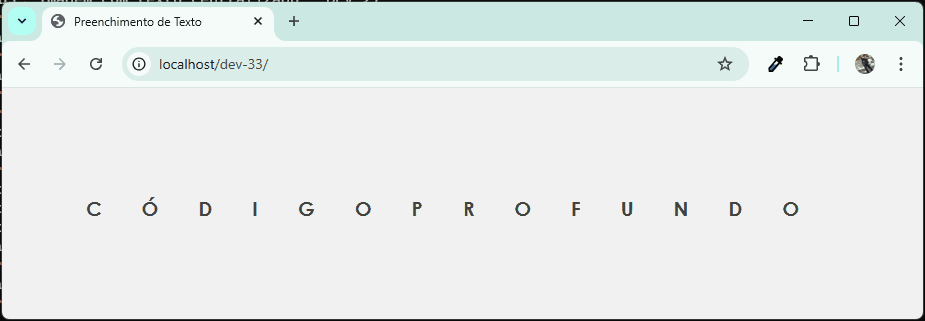 Preenchimento de Texto
localhost/dev-33/
C Ó D I G O P R O F U N D O